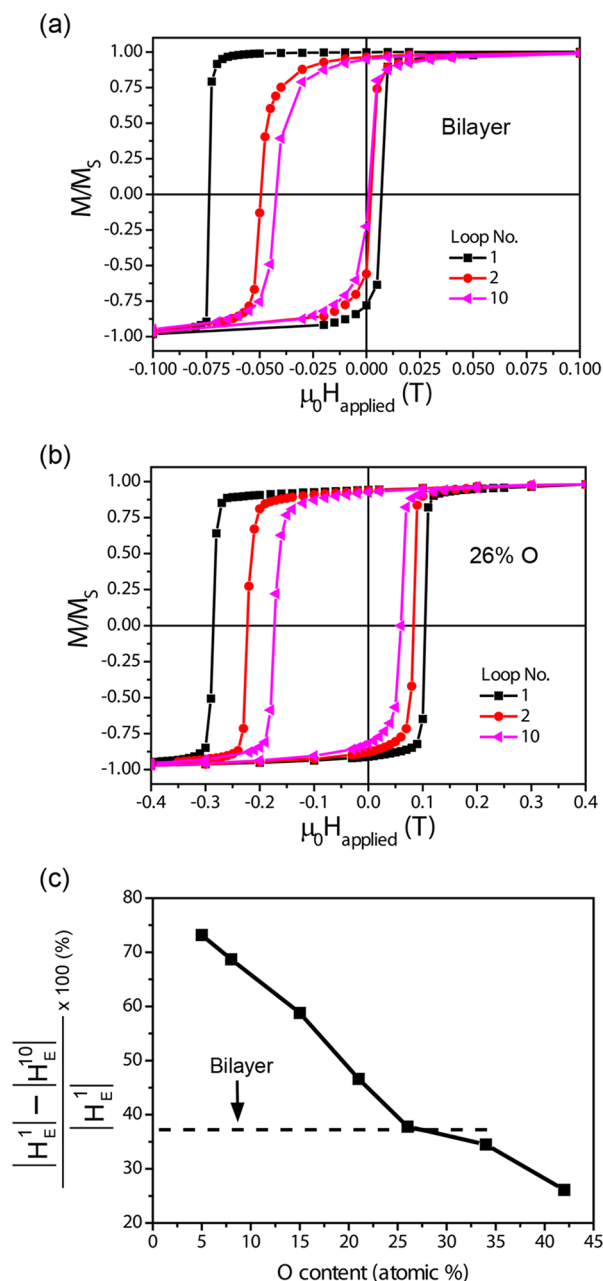 (a)
1.00
0.75
0.50
0.25
0.00
-0.25
-0.50
-0.75
-1.00
M/M_S
Bilayer
Loop No.
1
2
10
-0.100 -0.075 -0.050 -0.025 0.000 0.025 0.050 0.075 0.100
μ₀H_applied (T)
(b)
1.00
0.75
0.50
0.25
0.00
-0.25
-0.50
-0.75
-1.00
M/M_S
26% O
Loop No.
1
2
10
-0.4 -0.3 -0.2 -0.1 0.0 0.1 0.2 0.3 0.4
μ₀H_applied (T)
(c)
80
70
60
50
40
30
20
|H_E^1| − |H_E^10|
|H_E^1|
x 100 (%)
Bilayer
0 5 10 15 20 25 30 35 40 45
O content (atomic %)